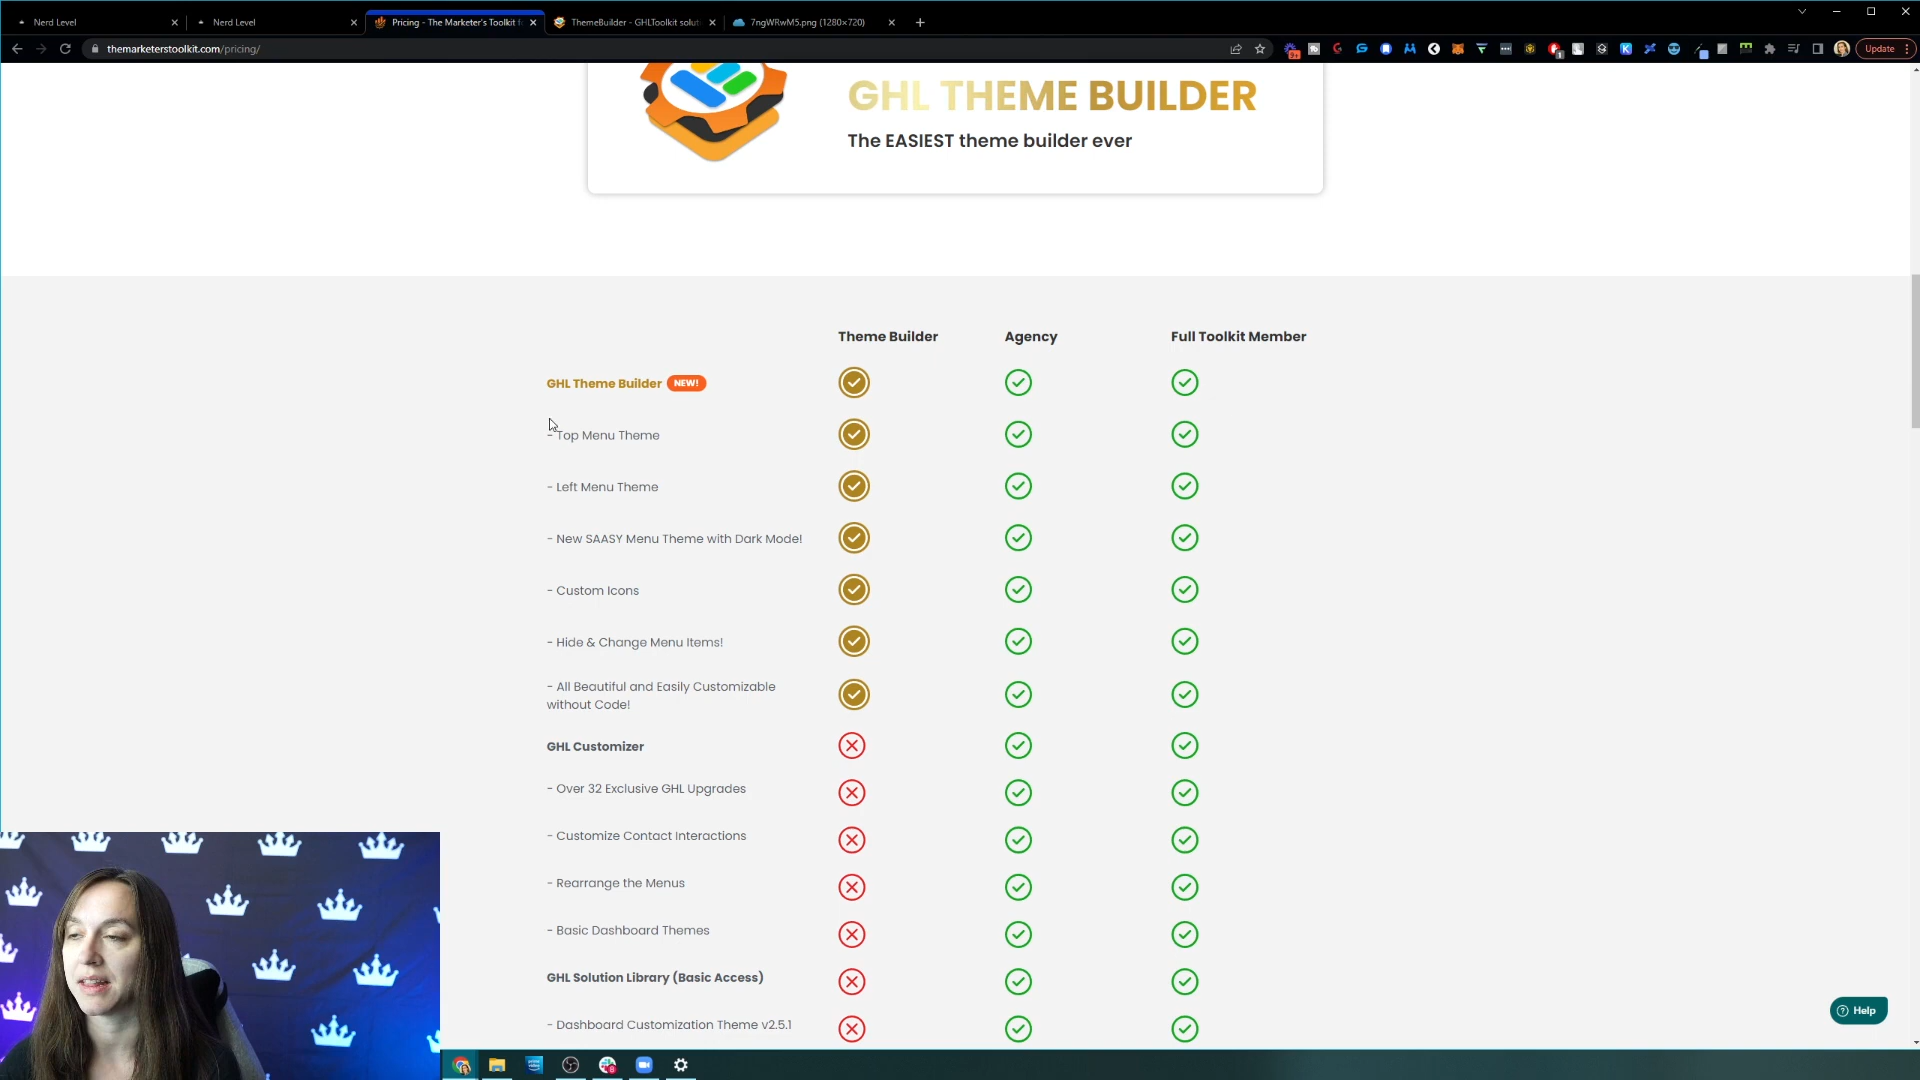 Nerd Level
Nerd Level
Pricing - The Marketer's Toolkit f
ThemeBuilder - GHLToolkit solut
7ngWRwM5.png (1280×720)
themarketerstoolkit.com/pricing/
Update
GHL THEME BUILDER
The EASIEST theme builder ever
Theme Builder Agency Full Toolkit Member
GHL Theme Builder NEW!
- Top Menu Theme
- Left Menu Theme
- New SAASY Menu Theme with Dark Mode!
- Custom Icons
- Hide & Change Menu Items!
- All Beautiful and Easily Customizable
without Code!
GHL Customizer
- Over 32 Exclusive GHL Upgrades
- Customize Contact Interactions
- Rearrange the Menus
- Basic Dashboard Themes
GHL Solution Library (Basic Access)
- Dashboard Customization Theme v2.5.1
Help